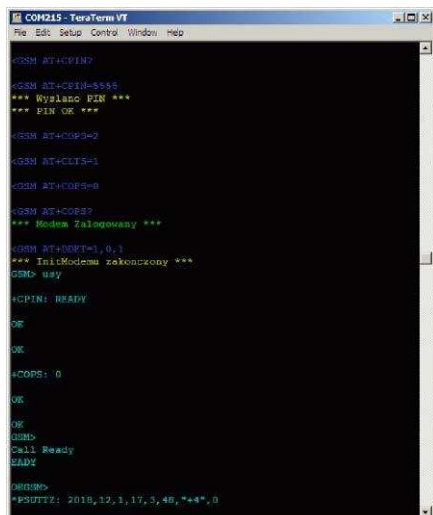 COM215 - TeraTerm VT
File Edit Setup Control Window Help
<GSM AT+CPIN?
<GSM AT+CPIN=5555
*** Wyslano PIN ***
*** PIN OK ***
<GSM AT+COPS=2
<GSM AT+CLTS=1
<GSM AT+COPS=0
<GSM AT+COPS?
*** Modem Zalogowany ***
<GSM AT+DDET=1,0,1
*** InitModemu zakonczony ***
GSM> usy
+CPIN: READY
OK
OK
+COPS: 0
OK
OK
GSM>
Call Ready
EADY
OKGSM>
*PSUTTZ: 2018,12,1,17,3,48,"+4",0